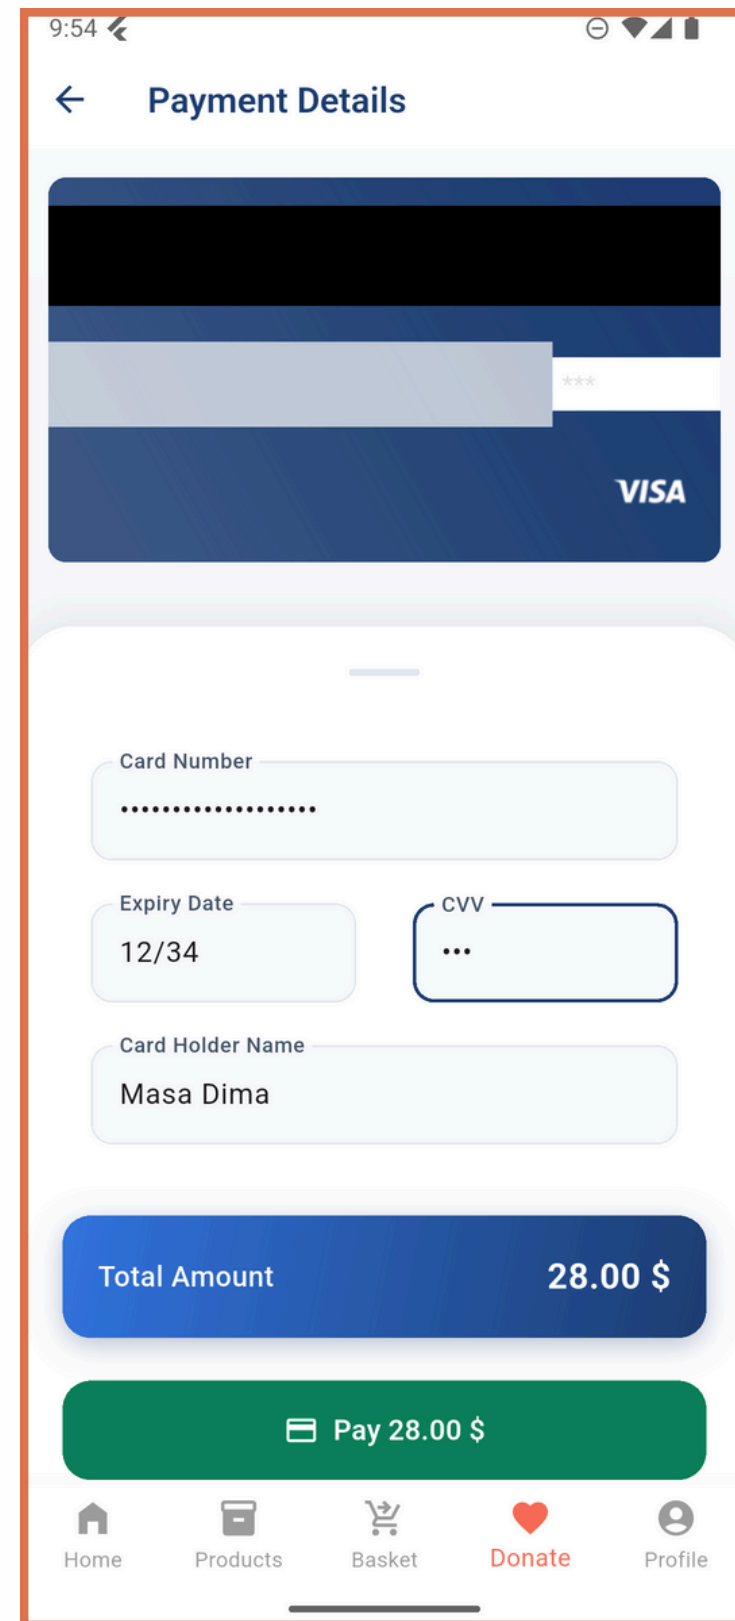 9:54
Payment Details
***
VISA
Card Number
•••••••••••••••••••
Expiry Date
12/34
CVV
•••
Card Holder Name
Masa Dima
Total Amount 28.00 $
Pay 28.00 $
Home Products Basket Donate Profile